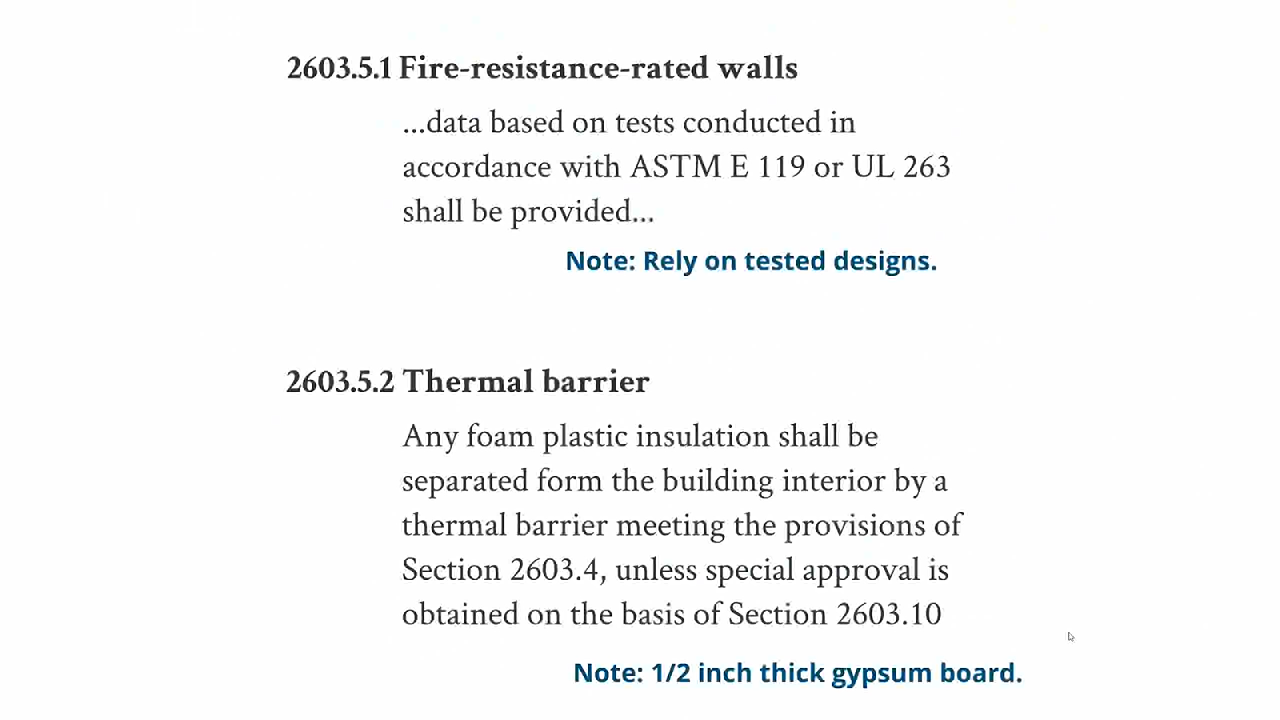 2603.5.1 Fire-resistance-rated walls
...data based on tests conducted in
accordance with ASTM E 119 or UL 263
shall be provided...
Note: Rely on tested designs.
2603.5.2 Thermal barrier
Any foam plastic insulation shall be
separated form the building interior by a
thermal barrier meeting the provisions of
Section 2603.4, unless special approval is
obtained on the basis of Section 2603.10
Note: 1/2 inch thick gypsum board.